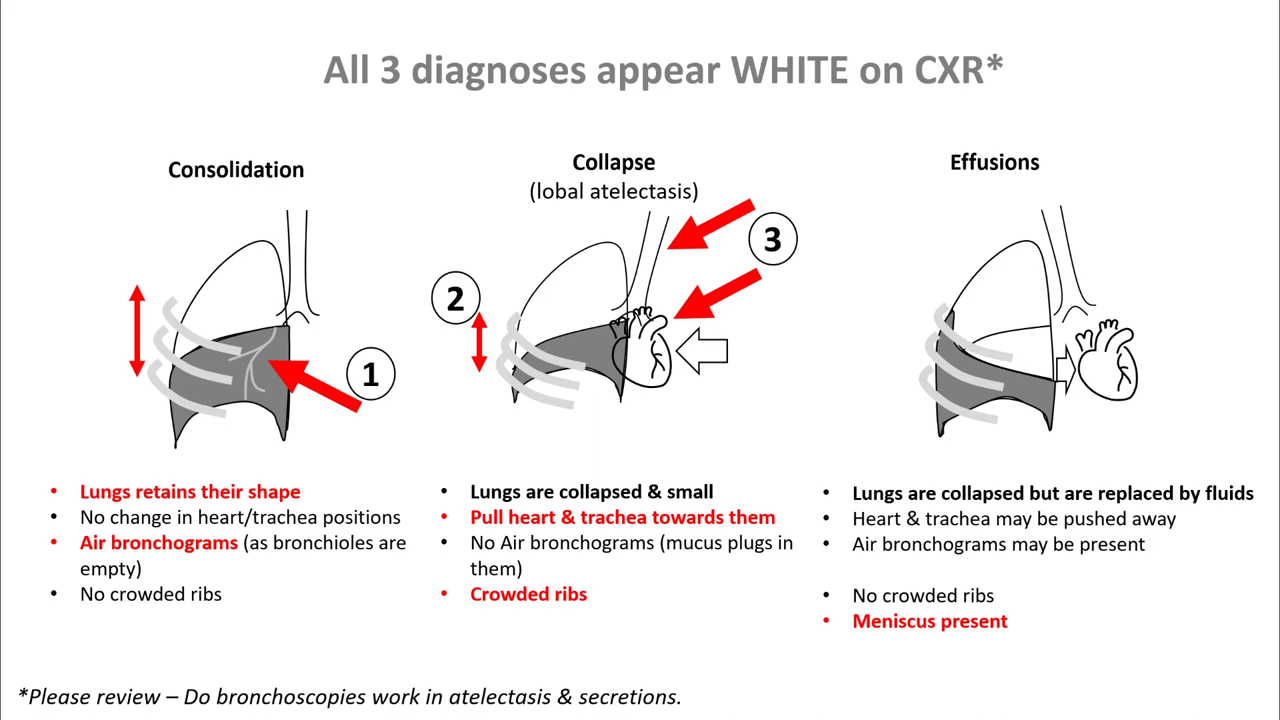 All 3 diagnoses appear WHITE on CXR*
Consolidation
1
• Lungs retains their shape
• No change in heart/trachea positions
• Air bronchograms (as bronchioles are
empty)
• No crowded ribs
Collapse
(lobal atelectasis)
2
3
• Lungs are collapsed & small
• Pull heart & trachea towards them
• No Air bronchograms (mucus plugs in
them)
• Crowded ribs
Effusions
• Lungs are collapsed but are replaced by fluids
• Heart & trachea may be pushed away
• Air bronchograms may be present
• No crowded ribs
• Meniscus present
*Please review – Do bronchoscopies work in atelectasis & secretions.